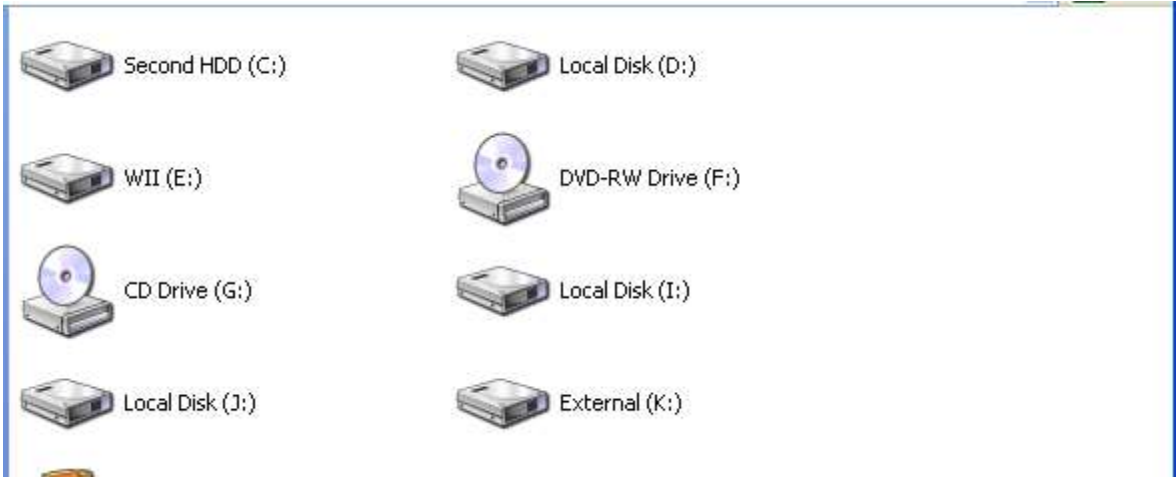 Second HDD (C:)
Local Disk (D:)
WII (E:)
DVD-RW Drive (F:)
CD Drive (G:)
Local Disk (I:)
Local Disk (J:)
External (K:)